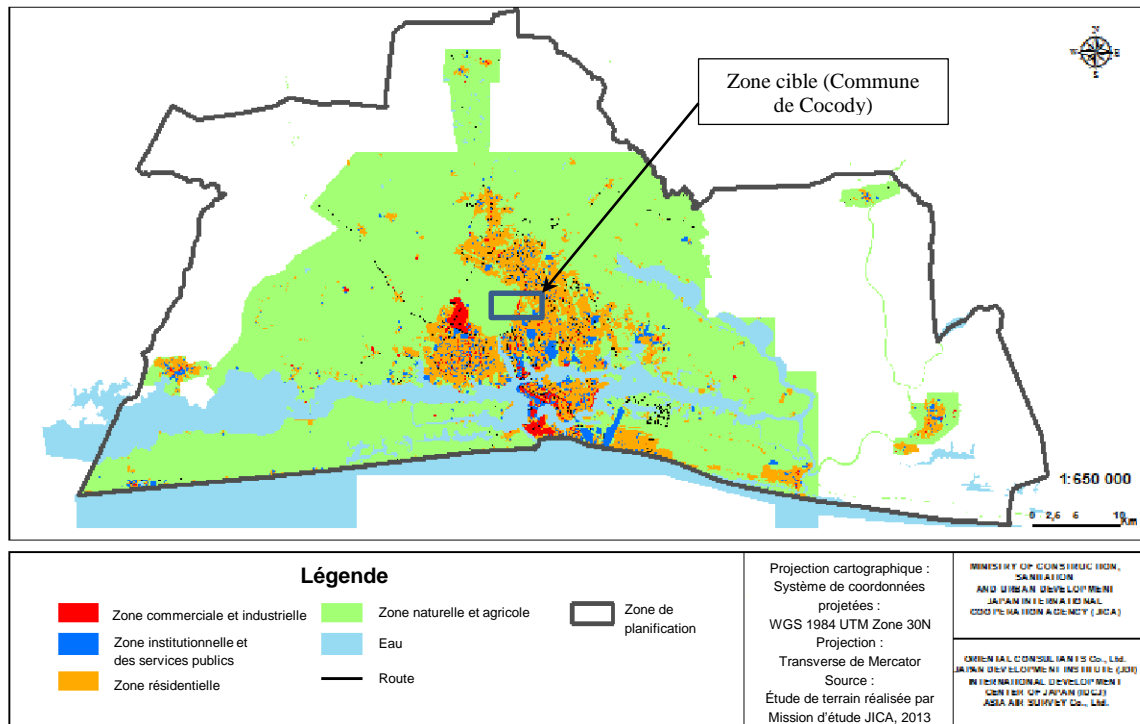 N
W E
S
Zone cible (Commune
de Cocody)
1:650 000
0 2,5 5 10
Km
Légende
Zone commerciale et industrielle
Zone institutionnelle et
des services publics
Zone résidentielle
Zone naturelle et agricole
Eau
Route
Zone de
planification
Projection cartographique :
Système de coordonnées
projetées :
WGS 1984 UTM Zone 30N
Projection :
Transverse de Mercator
Source :
Étude de terrain réalisée par
Mission d'étude JICA, 2013
MINISTRY OF CONSTRUCTION,
SANITATION
AND URBAN DEVELOPMENT
JAPAN INTERNATIONAL
COOPERATION AGENCY (JICA)
ORIENTAL CONSULTANTS Co., Ltd.
JAPAN DEVELOPMENT INSTITUTE (JDI)
INTERNATIONAL DEVELOPMENT
CENTER OF JAPAN (IDCJ)
ASIA AIR SURVEY Co., Ltd.